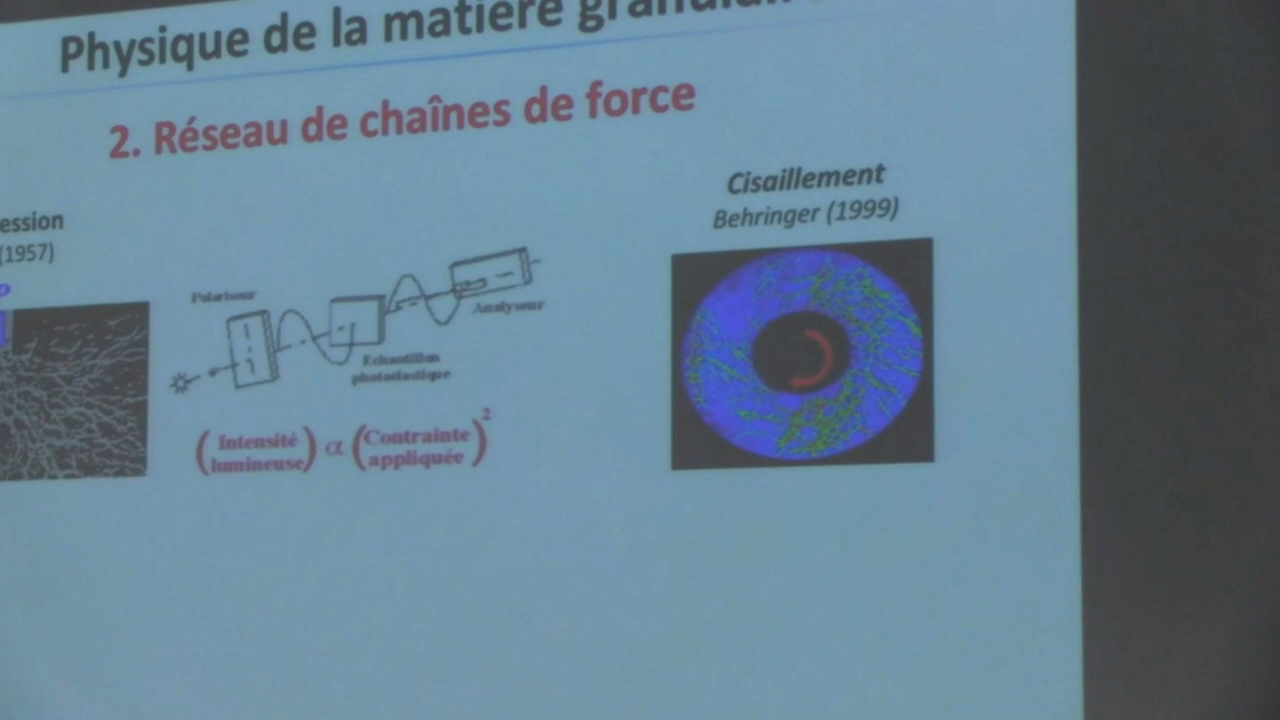 Physique de la matière granulair
2. Réseau de chaînes de force
ession
(1957)
P
Polariseur
Echantillon
photoélastique
Analyseur
(Intensité
lumineuse) α (Contrainte
appliquée)²
Cisaillement
Behringer (1999)